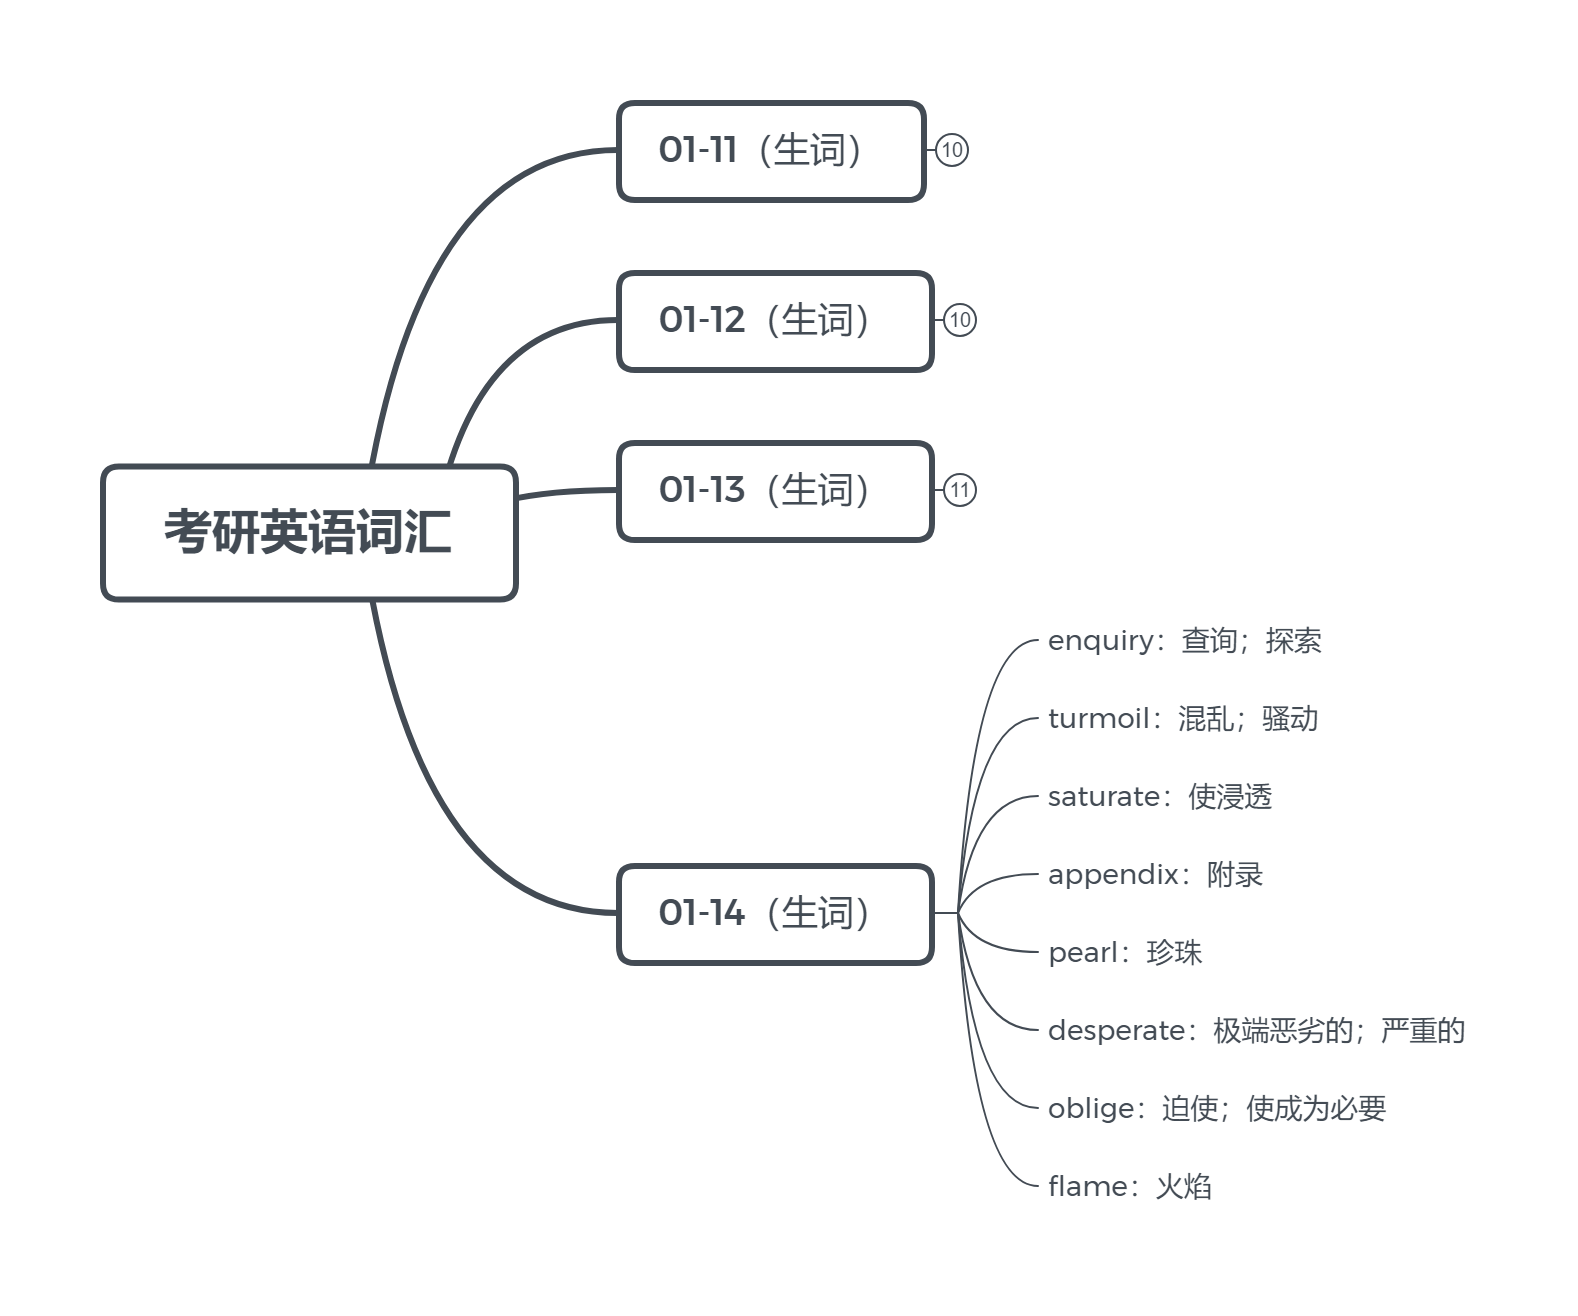 考研英语词汇
01-11（生词）
10
01-12（生词）
10
01-13（生词）
11
01-14（生词）
enquiry：查询；探索
turmoil：混乱；骚动
saturate：使浸透
appendix：附录
pearl：珍珠
desperate：极端恶劣的；严重的
oblige：迫使；使成为必要
flame：火焰